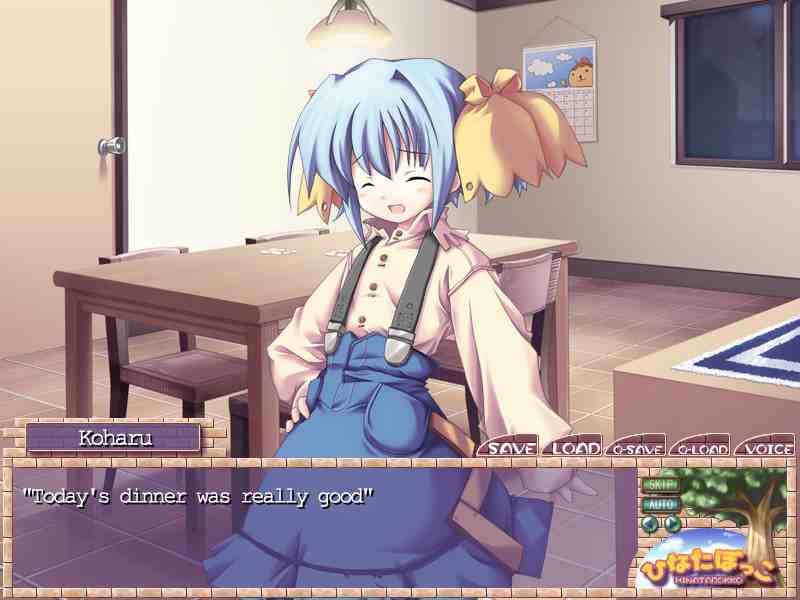 Koharu
SAVE
LOAD
Q-SAVE
Q-LOAD
VOICE
"Today's dinner was really good"
SKIP
AUTO
ひなたぼっこ
HINATABOKKO